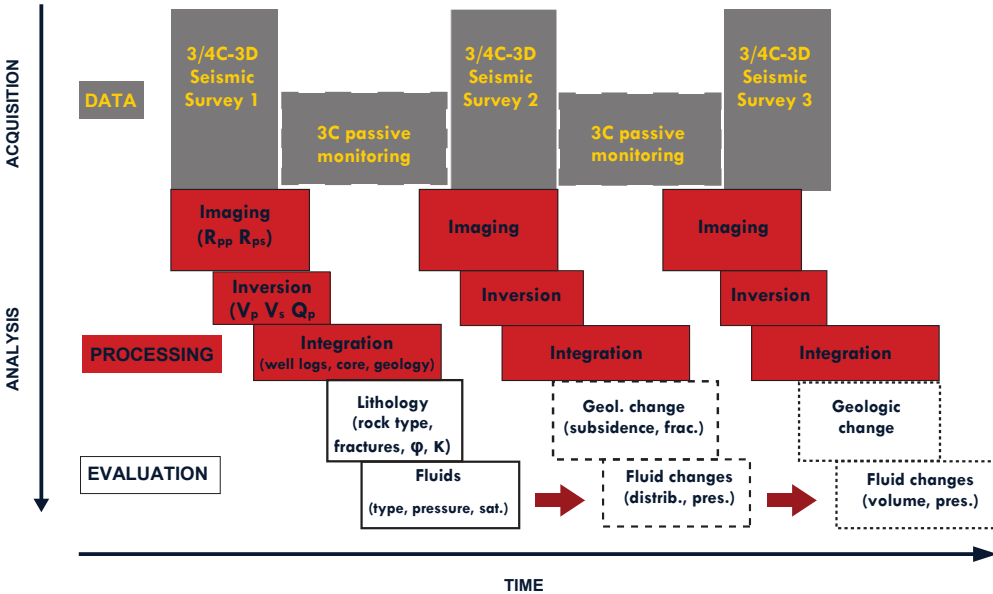 ACQUISITION
ANALYSIS
DATA
3/4C-3D
Seismic
Survey 1
3C passive
monitoring
3/4C-3D
Seismic
Survey 2
3C passive
monitoring
3/4C-3D
Seismic
Survey 3
PROCESSING
Imaging
(Rpp Rps)
Imaging
Imaging
Inversion
(Vp Vs Qp
Inversion
Inversion
Integration
(well logs, core, geology)
Integration
Integration
EVALUATION
Lithology
(rock type,
fractures, φ, κ)
Geol. change
(subsidence, frac.)
Geologic
change
Fluids
(type, pressure, sat.)
Fluid changes
(distrib., pres.)
Fluid changes
(volume, pres.)
TIME